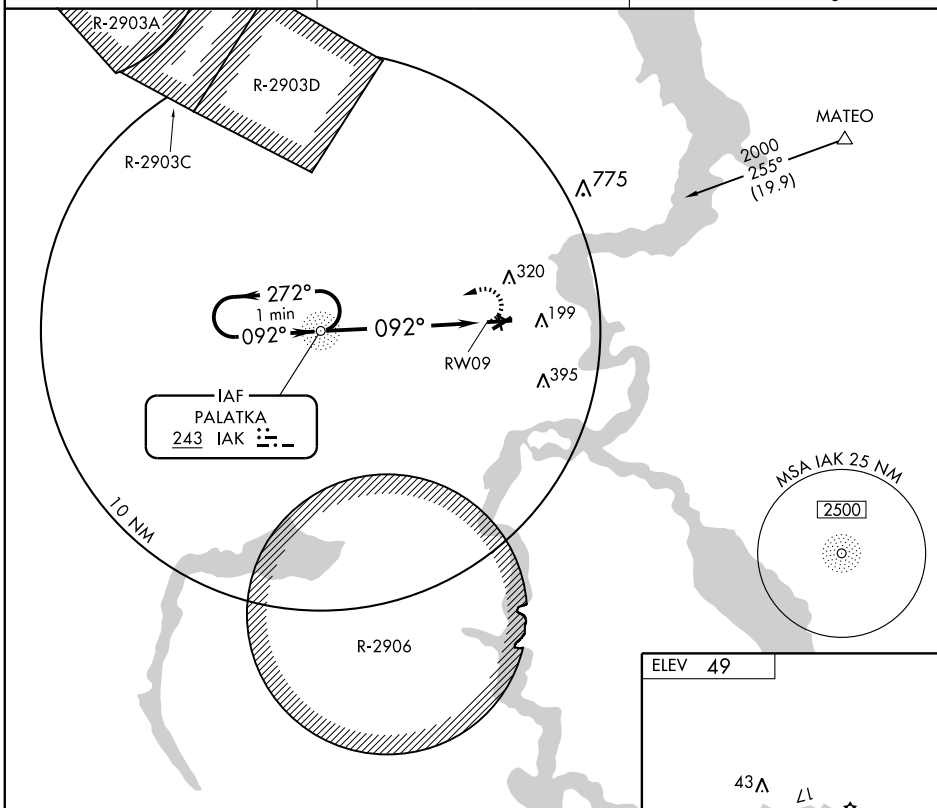 R-2903A
R-2903D
R-2903C
MATEO
2000
255°
(19.9)
775
320
272°
1 min
092°
092°
199
RW09
395
IAF
PALATKA
243 IAK
MSA IAK 25 NM
2500
10 NM
R-2906
ELEV 49
43
17